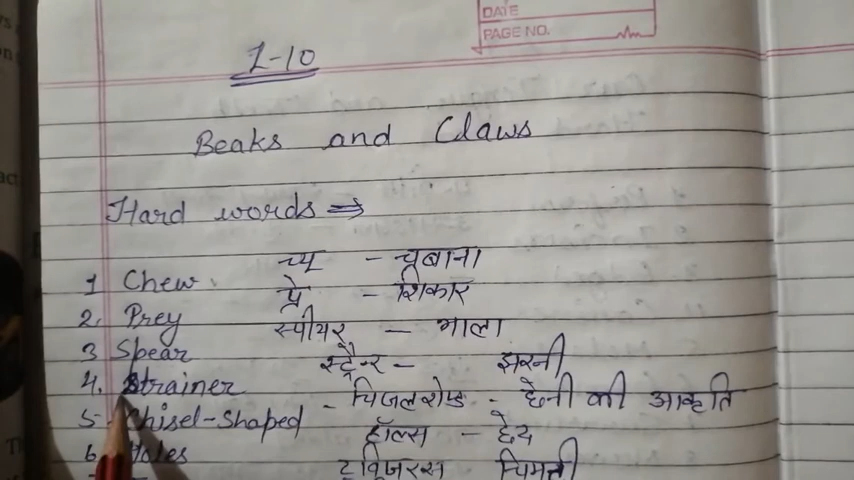 DATE
PAGE NO.
L-10
Beaks and Claws
Hard words ⇒
1 Chew च्यू - चूबाना
2. Prey प्रे - शिकार
3 Spear स्पीयर - भाला
4. Strainer स्ट्रैनर - झरनी
5- Chisel-Shaped - चिजलशेप्ड - छेनी की आकृति
6 Holes हॉल्स - छेद
ट्विजरस चिमटी